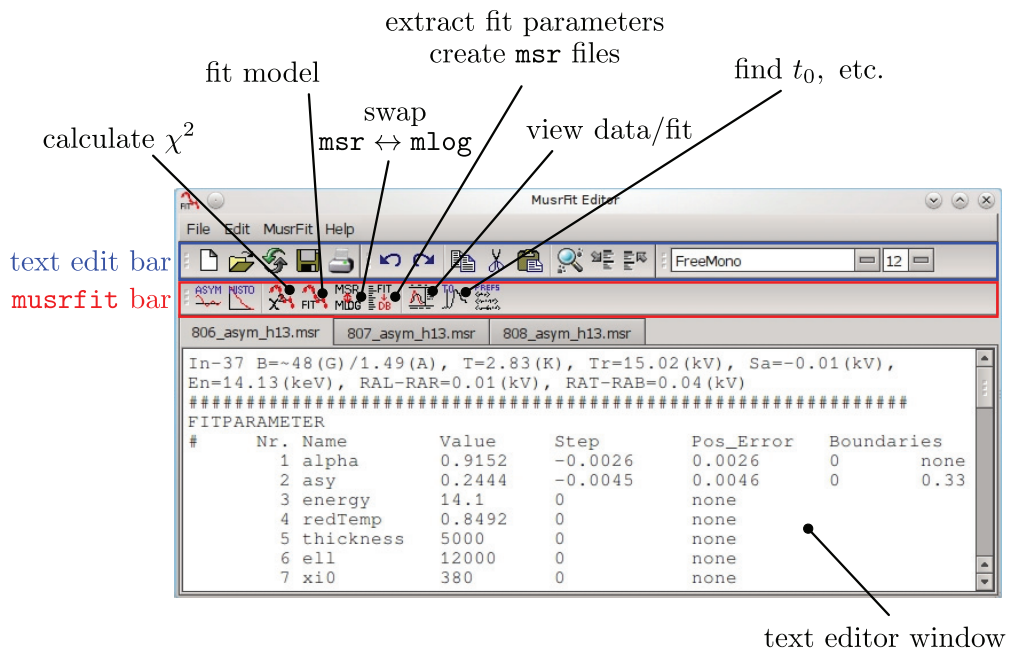 extract fit parameters
create msr files
fit model
find t₀, etc.
swap
msr ↔ mlog
view data/fit
calculate χ²
MusrFit Editor
File Edit MusrFit Help
text edit bar
FreeMono 12
musrfit bar
ASYM HISTO χ² FIT MSR MLOG FIT DB T0 PREFS
806_asym_h13.msr 807_asym_h13.msr 808_asym_h13.msr
In-37 B=~48(G)/1.49(A), T=2.83(K), Tr=15.02(kV), Sa=-0.01(kV),
En=14.13(keV), RAL-RAR=0.01(kV), RAT-RAB=0.04(kV)
###############################################################
FITPARAMETER
# Nr. Name Value Step Pos_Error Boundaries
1 alpha 0.9152 -0.0026 0.0026 0 none
2 asy 0.2444 -0.0045 0.0046 0 0.33
3 energy 14.1 0 none
4 redTemp 0.8492 0 none
5 thickness 5000 0 none
6 ell 12000 0 none
7 xi0 380 0 none
text editor window